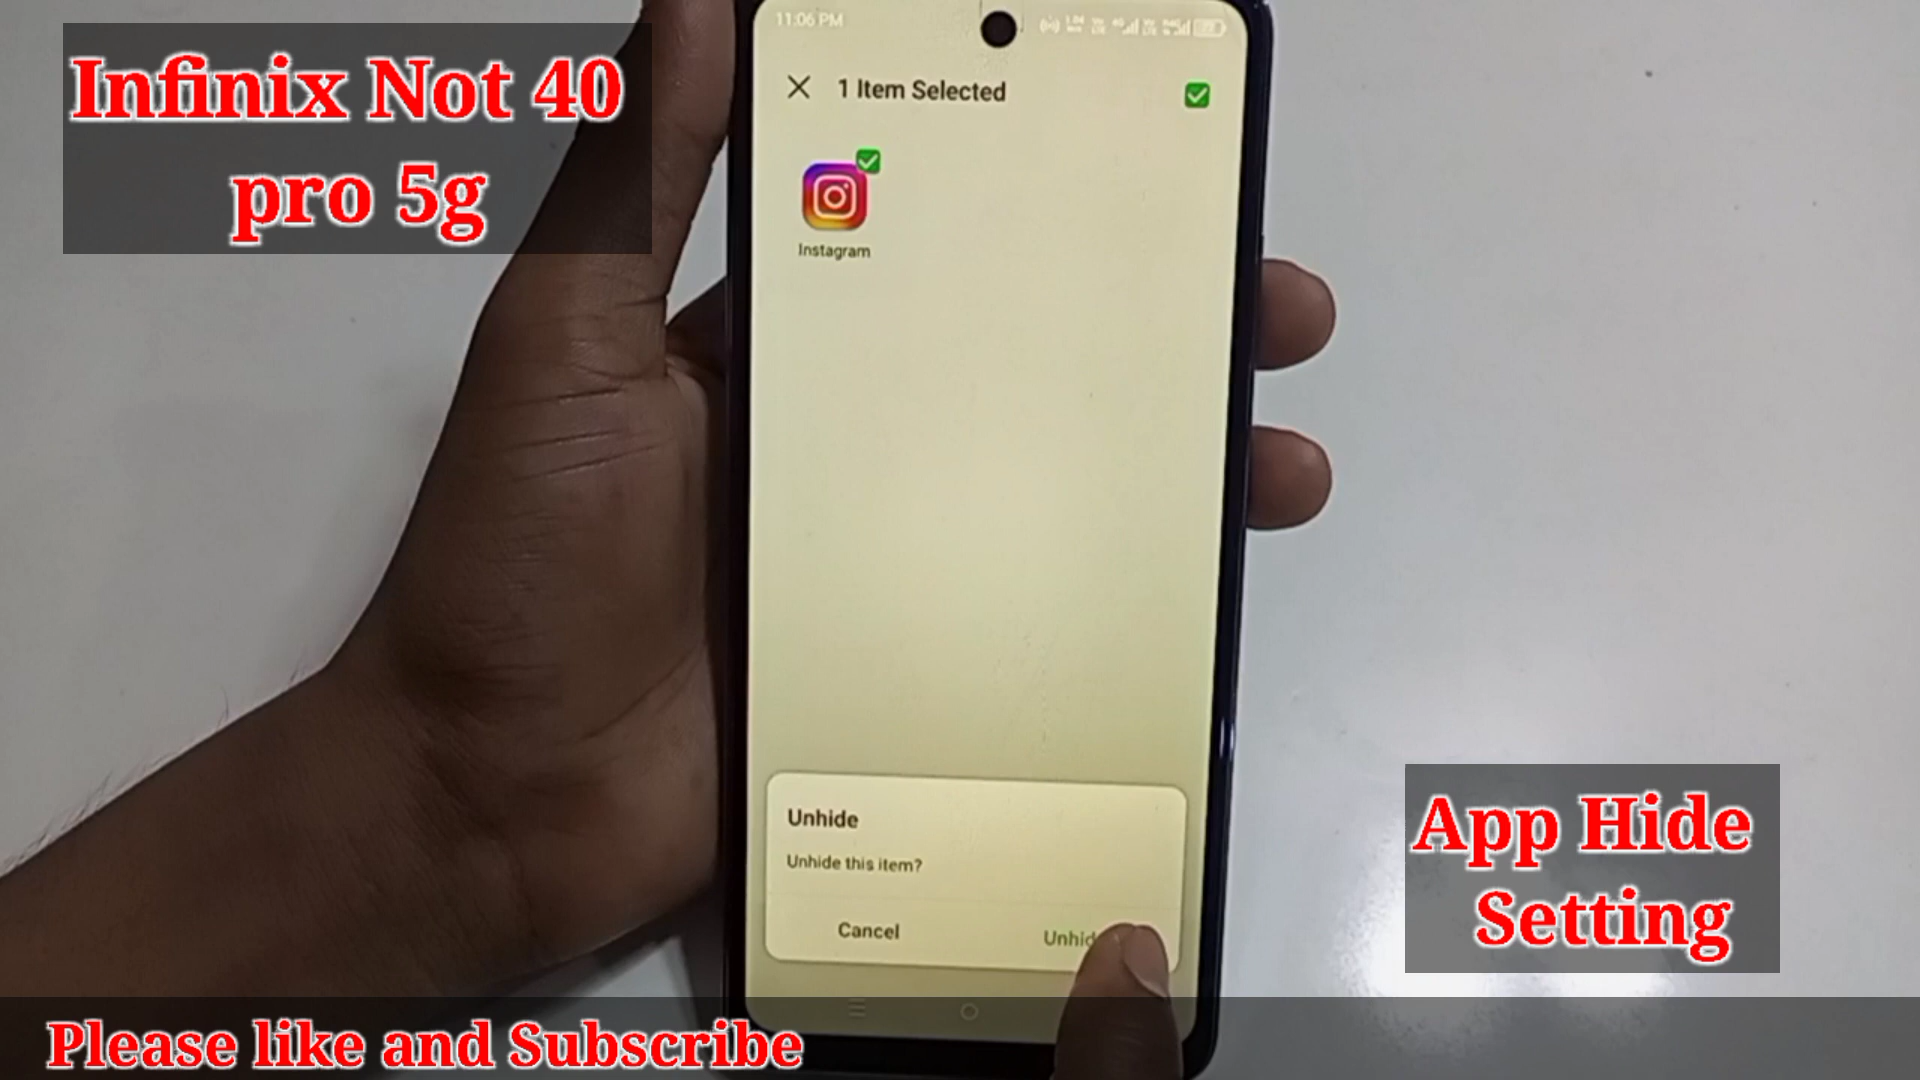 Infinix Not 40
pro 5g
11:06 PM
1 Item Selected
Instagram
Unhide
Unhide this item?
Cancel
App Hide
Setting
Please like and Subscribe